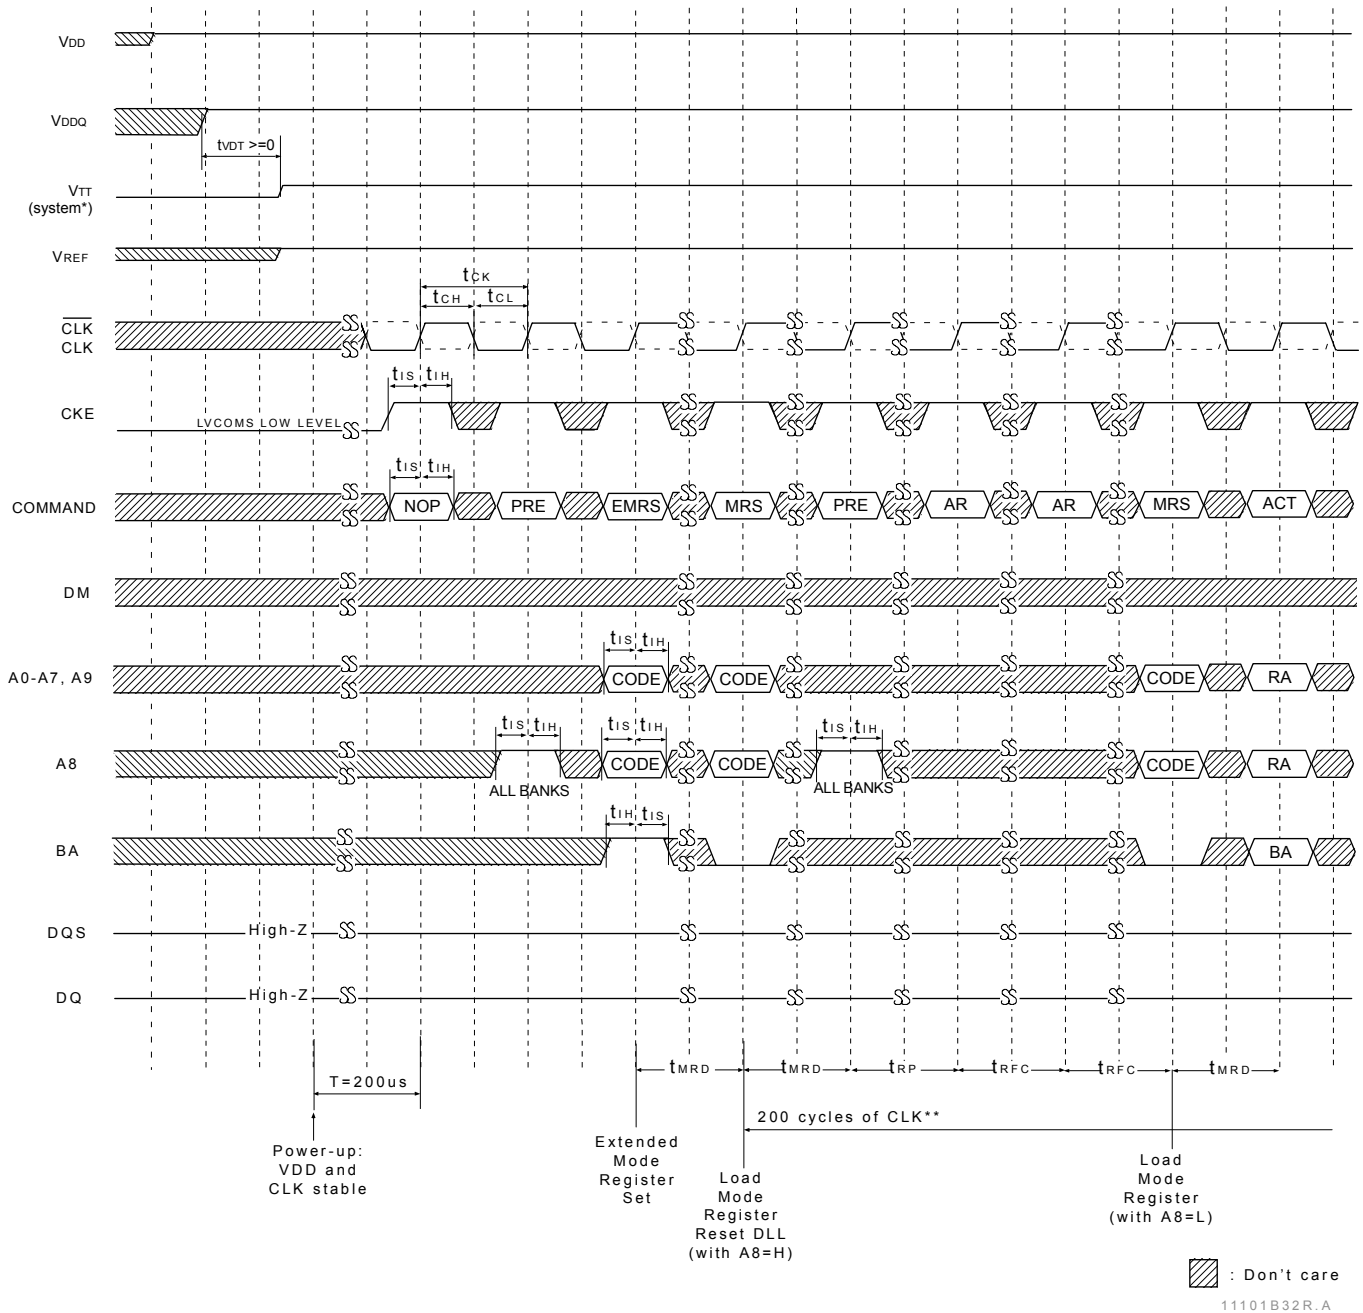 VDD
VDDQ
tVDT >=0
VTT
(system*)
VREF
tCK
tCH tCL
CLK
CLK
tIS tIH
CKE
LVCOMS LOW LEVEL
tIS tIH
COMMAND NOP PRE EMRS MRS PRE AR AR MRS ACT
DM
tIS tIH
A0-A7, A9 CODE CODE CODE RA
tIS tIH tIS tIH tIS tIH
A8 CODE CODE CODE RA
ALL BANKS ALL BANKS
tIH tIS
BA BA
DQS High-Z
DQ High-Z
tMRD tMRD tRP tRFC tRFC tMRD
T=200us
200 cycles of CLK**
Power-up:
VDD and
CLK stable
Extended
Mode
Register
Set
Load
Mode
Register
Reset DLL
(with A8=H)
Load
Mode
Register
(with A8=L)
: Don't care
11101B32R.A